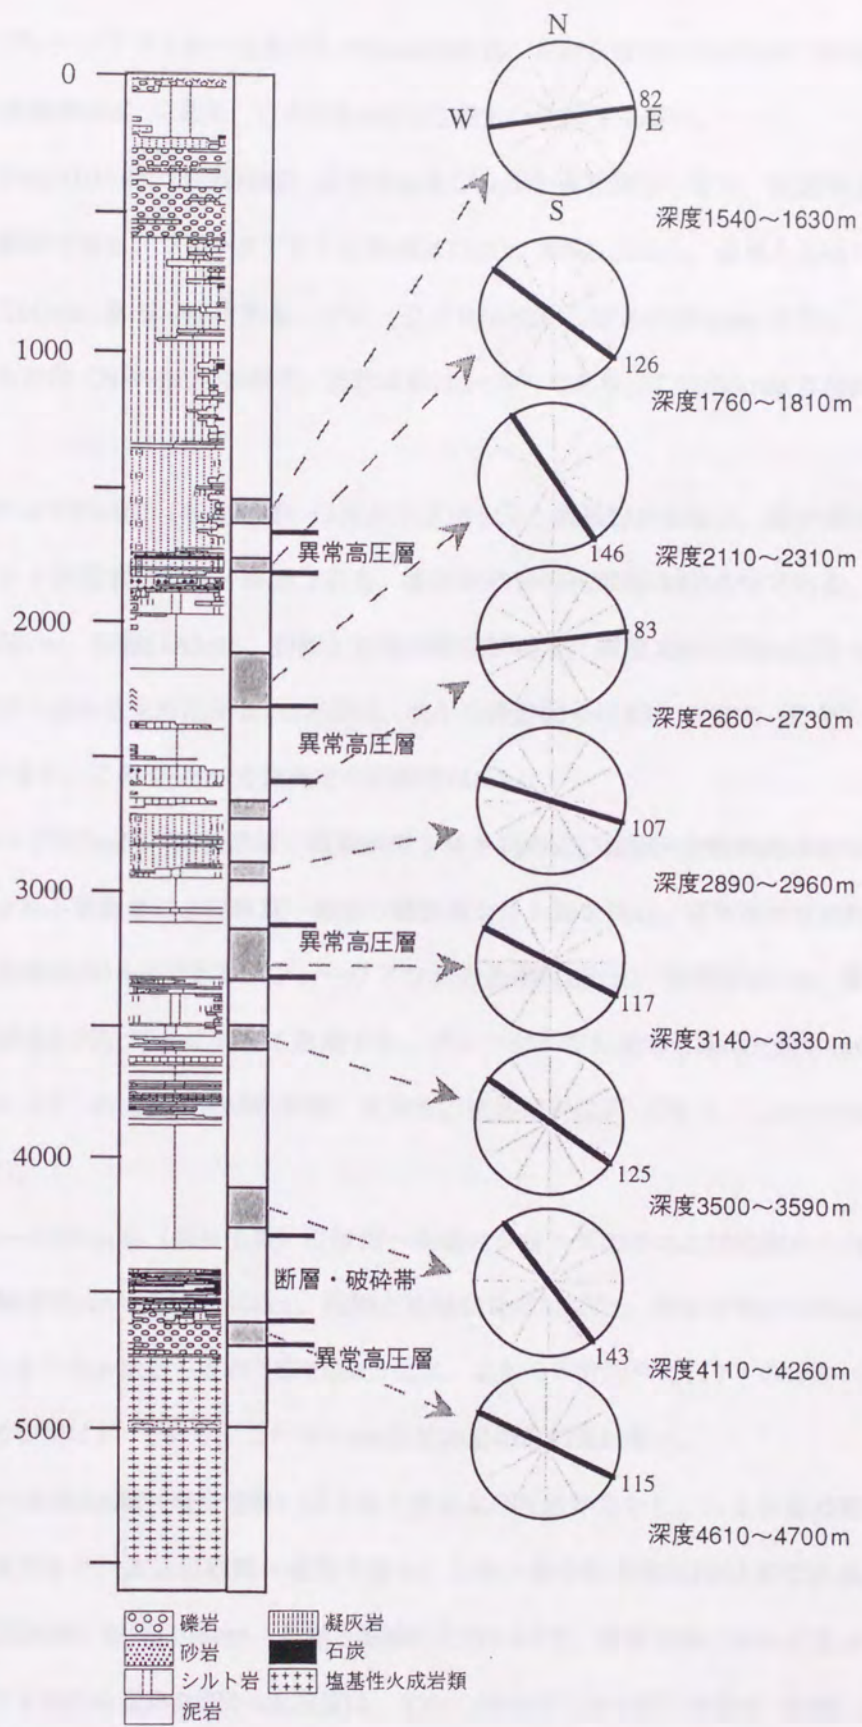 N
0
82
W
E
S
深度1540～1630m
1000
126
深度1760～1810m
異常高圧層
146
深度2110～2310m
2000
83
深度2660～2730m
異常高圧層
107
深度2890～2960m
3000
異常高圧層
117
深度3140～3330m
125
深度3500～3590m
4000
断層・破砕帯
143
深度4110～4260m
異常高圧層
5000
115
深度4610～4700m
礫岩
凝灰岩
砂岩
石炭
シルト岩
塩基性火成岩類
泥岩